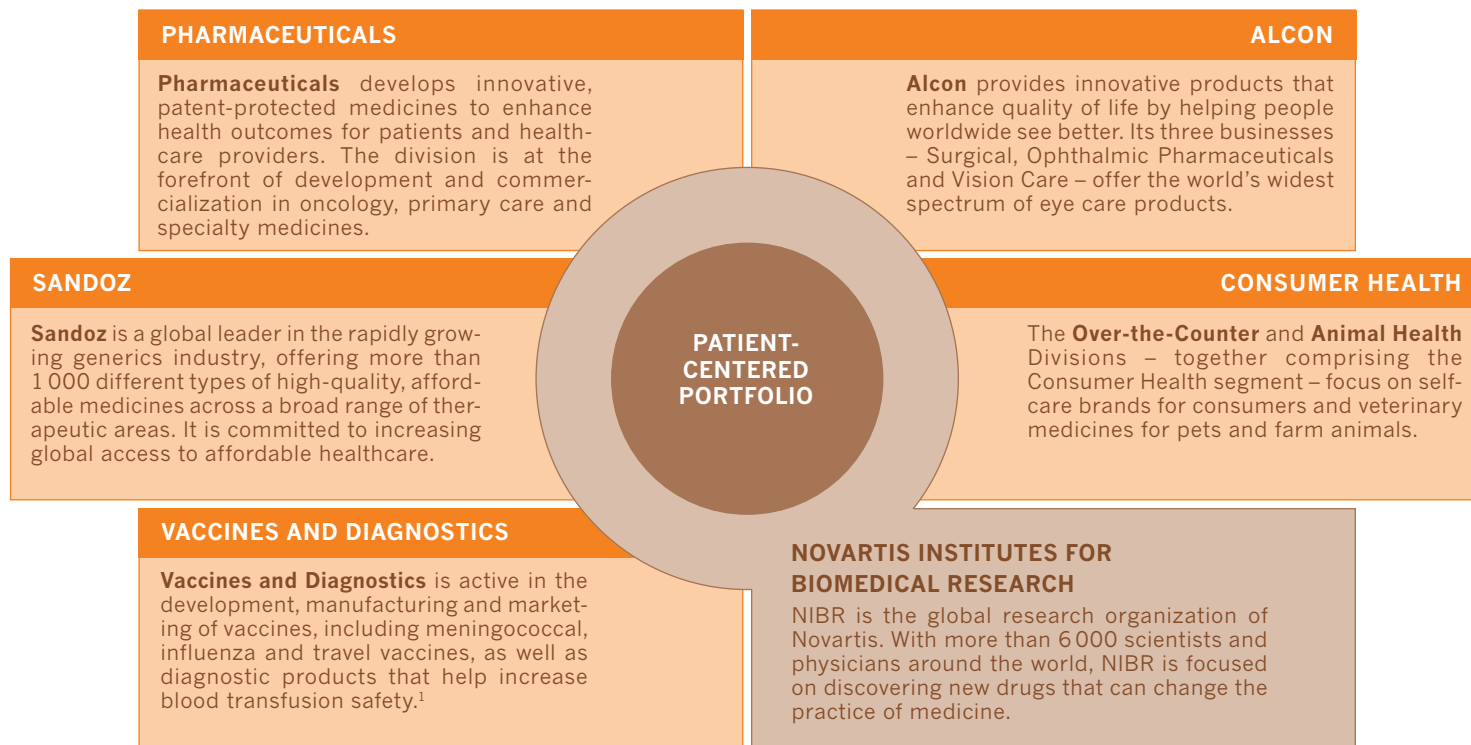 PHARMACEUTICALS
Pharmaceuticals develops innovative,
patent-protected medicines to enhance
health outcomes for patients and health-
care providers. The division is at the
forefront of development and commer-
cialization in oncology, primary care and
specialty medicines.
ALCON
Alcon provides innovative products that
enhance quality of life by helping people
worldwide see better. Its three businesses
– Surgical, Ophthalmic Pharmaceuticals
and Vision Care – offer the world's widest
spectrum of eye care products.
SANDOZ
Sandoz is a global leader in the rapidly grow-
ing generics industry, offering more than
1 000 different types of high-quality, afford-
able medicines across a broad range of ther-
apeutic areas. It is committed to increasing
global access to affordable healthcare.
PATIENT-
CENTERED
PORTFOLIO
CONSUMER HEALTH
The Over-the-Counter and Animal Health
Divisions – together comprising the
Consumer Health segment – focus on self-
care brands for consumers and veterinary
medicines for pets and farm animals.
VACCINES AND DIAGNOSTICS
Vaccines and Diagnostics is active in the
development, manufacturing and market-
ing of vaccines, including meningococcal,
influenza and travel vaccines, as well as
diagnostic products that help increase
blood transfusion safety.¹
NOVARTIS INSTITUTES FOR
BIOMEDICAL RESEARCH
NIBR is the global research organization of
Novartis. With more than 6 000 scientists and
physicians around the world, NIBR is focused
on discovering new drugs that can change the
practice of medicine.